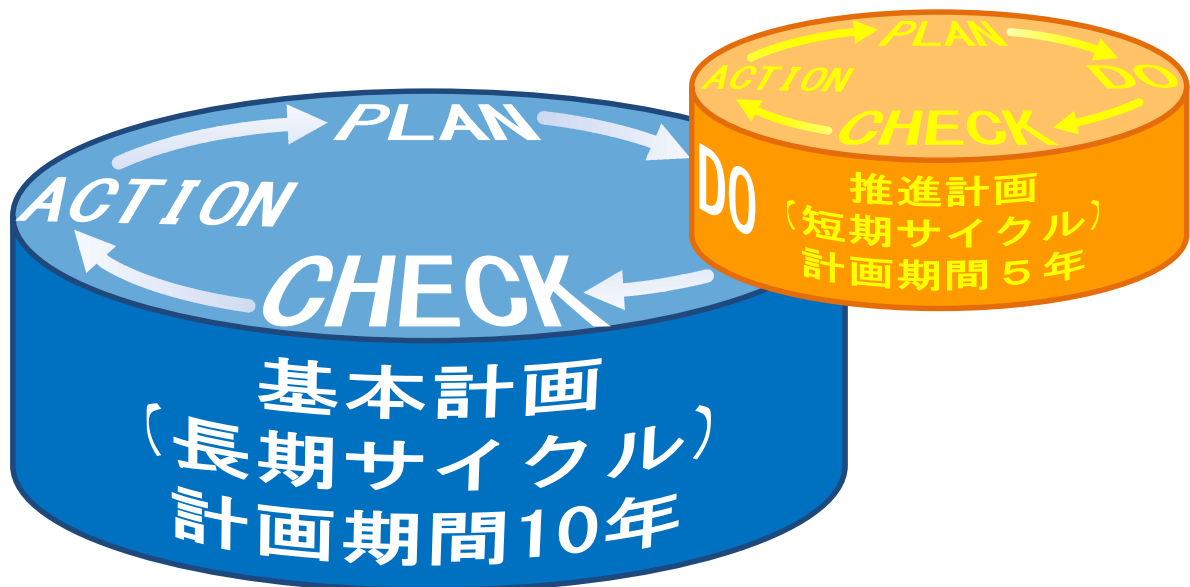 PLAN
DO
CHECK
ACTION
基本計画
(長期サイクル)
計画期間10年
PLAN
DO
CHECK
ACTION
推進計画
(短期サイクル)
計画期間５年